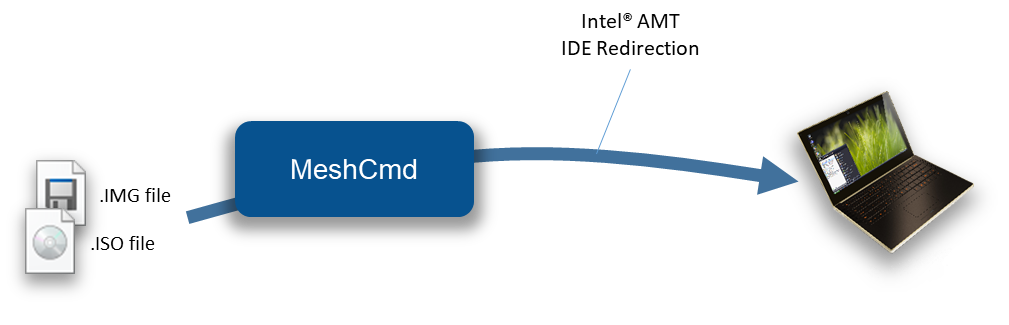 Intel® AMT
IDE Redirection
MeshCmd
.IMG file
.ISO file